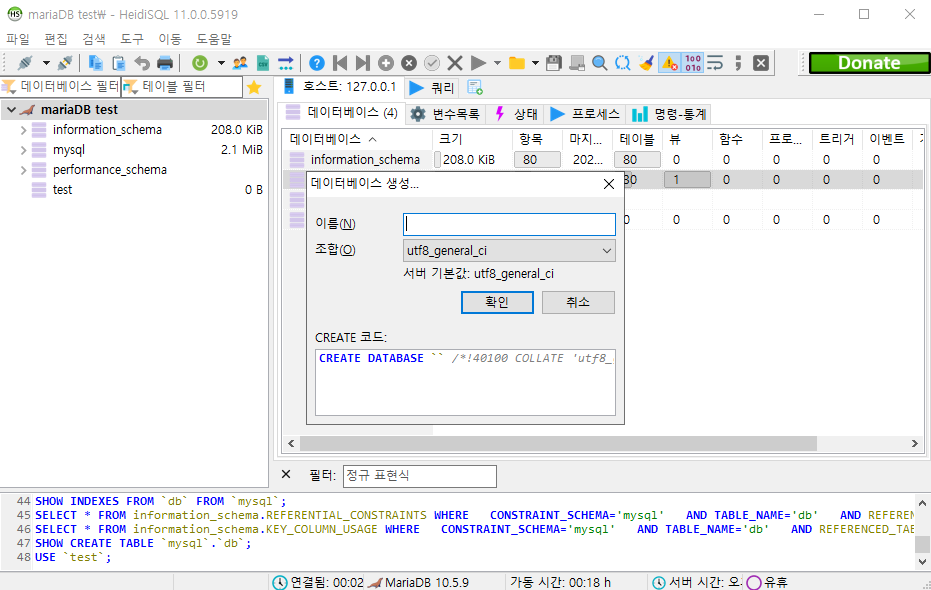 mariaDB test₩ - HeidiSQL 11.0.0.5919
파일 편집 검색 도구 이동 도움말
Donate
데이터베이스 필터 테이블 필터
호스트: 127.0.0.1 쿼리
mariaDB test
information_schema 208.0 KiB
mysql 2.1 MiB
performance_schema
test 0 B
데이터베이스 (4) 변수목록 상태 프로세스 명령-통계
데이터베이스 크기 항목 마지... 테이블 뷰 함수 프로... 트리거 이벤트
information_schema 208.0 KiB 80 202... 80 0 0 0 0 0
80 1 0 0 0 0
0 0 0 0 0 0
데이터베이스 생성...
이름(N)
조합(O) utf8_general_ci
서버 기본값: utf8_general_ci
확인 취소
CREATE 코드:
CREATE DATABASE `` /*!40100 COLLATE 'utf8_
필터: 정규 표현식
44 SHOW INDEXES FROM `db` FROM `mysql`;
45 SELECT * FROM information_schema.REFERENTIAL_CONSTRAINTS WHERE CONSTRAINT_SCHEMA='mysql' AND TABLE_NAME='db' AND REFEREN
46 SELECT * FROM information_schema.KEY_COLUMN_USAGE WHERE CONSTRAINT_SCHEMA='mysql' AND TABLE_NAME='db' AND REFERENCED_TAB
47 SHOW CREATE TABLE `mysql`.`db`;
48 USE `test`;
연결됨: 00:02 MariaDB 10.5.9 가동 시간: 00:18 h 서버 시간: 오 유휴